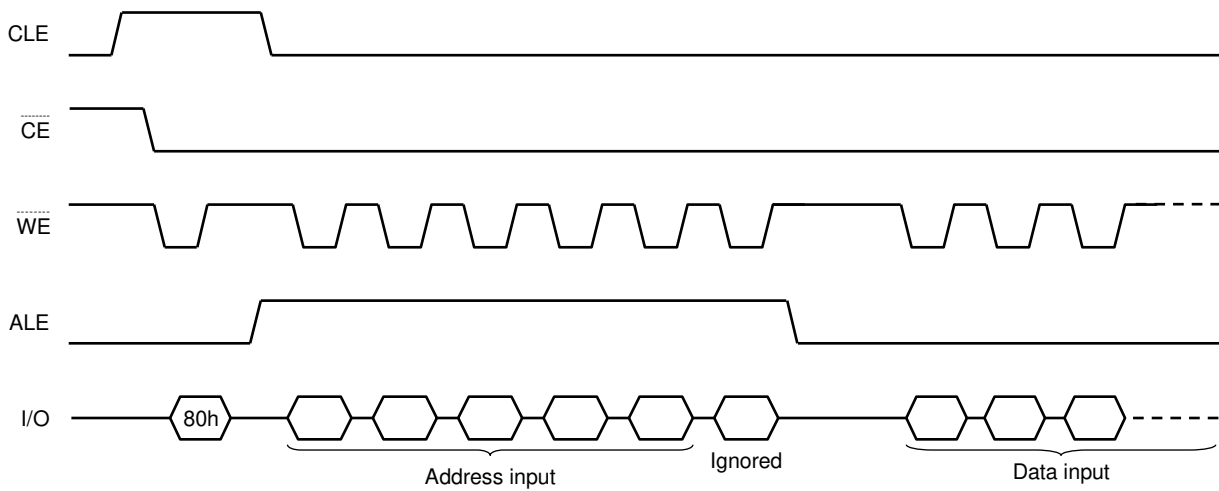 CLE
CE
WE
ALE
I/O
80h
Address input
Ignored
Data input